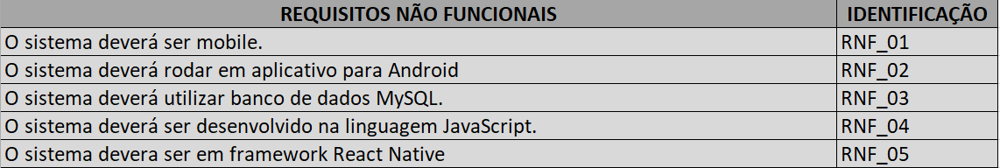 REQUISITOS NÃO FUNCIONAIS IDENTIFICAÇÃO
O sistema deverá ser mobile. RNF_01
O sistema deverá rodar em aplicativo para Android RNF_02
O sistema deverá utilizar banco de dados MySQL. RNF_03
O sistema deverá ser desenvolvido na linguagem JavaScript. RNF_04
O sistema devera ser em framework React Native RNF_05